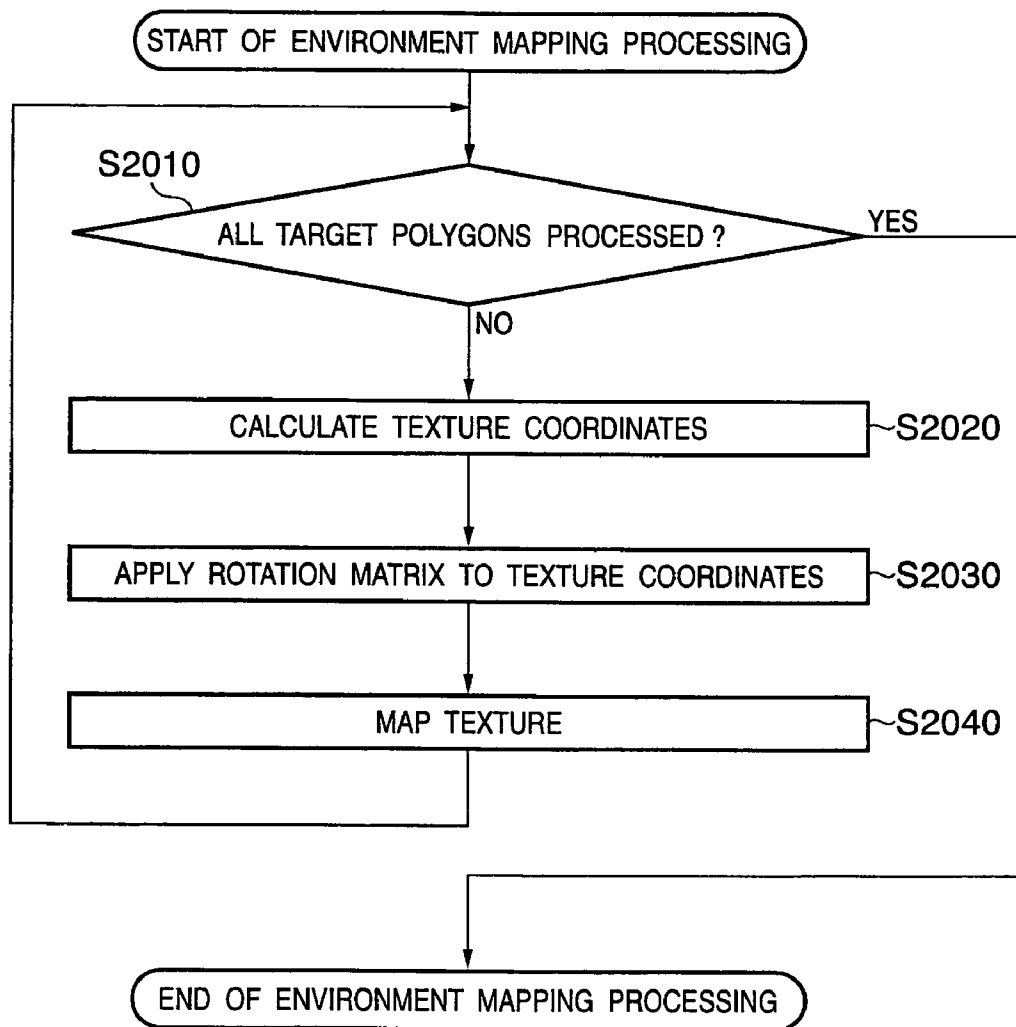 START OF ENVIRONMENT MAPPING PROCESSING
S2010
ALL TARGET POLYGONS PROCESSED ?
YES
NO
CALCULATE TEXTURE COORDINATES
S2020
APPLY ROTATION MATRIX TO TEXTURE COORDINATES
S2030
MAP TEXTURE
S2040
END OF ENVIRONMENT MAPPING PROCESSING